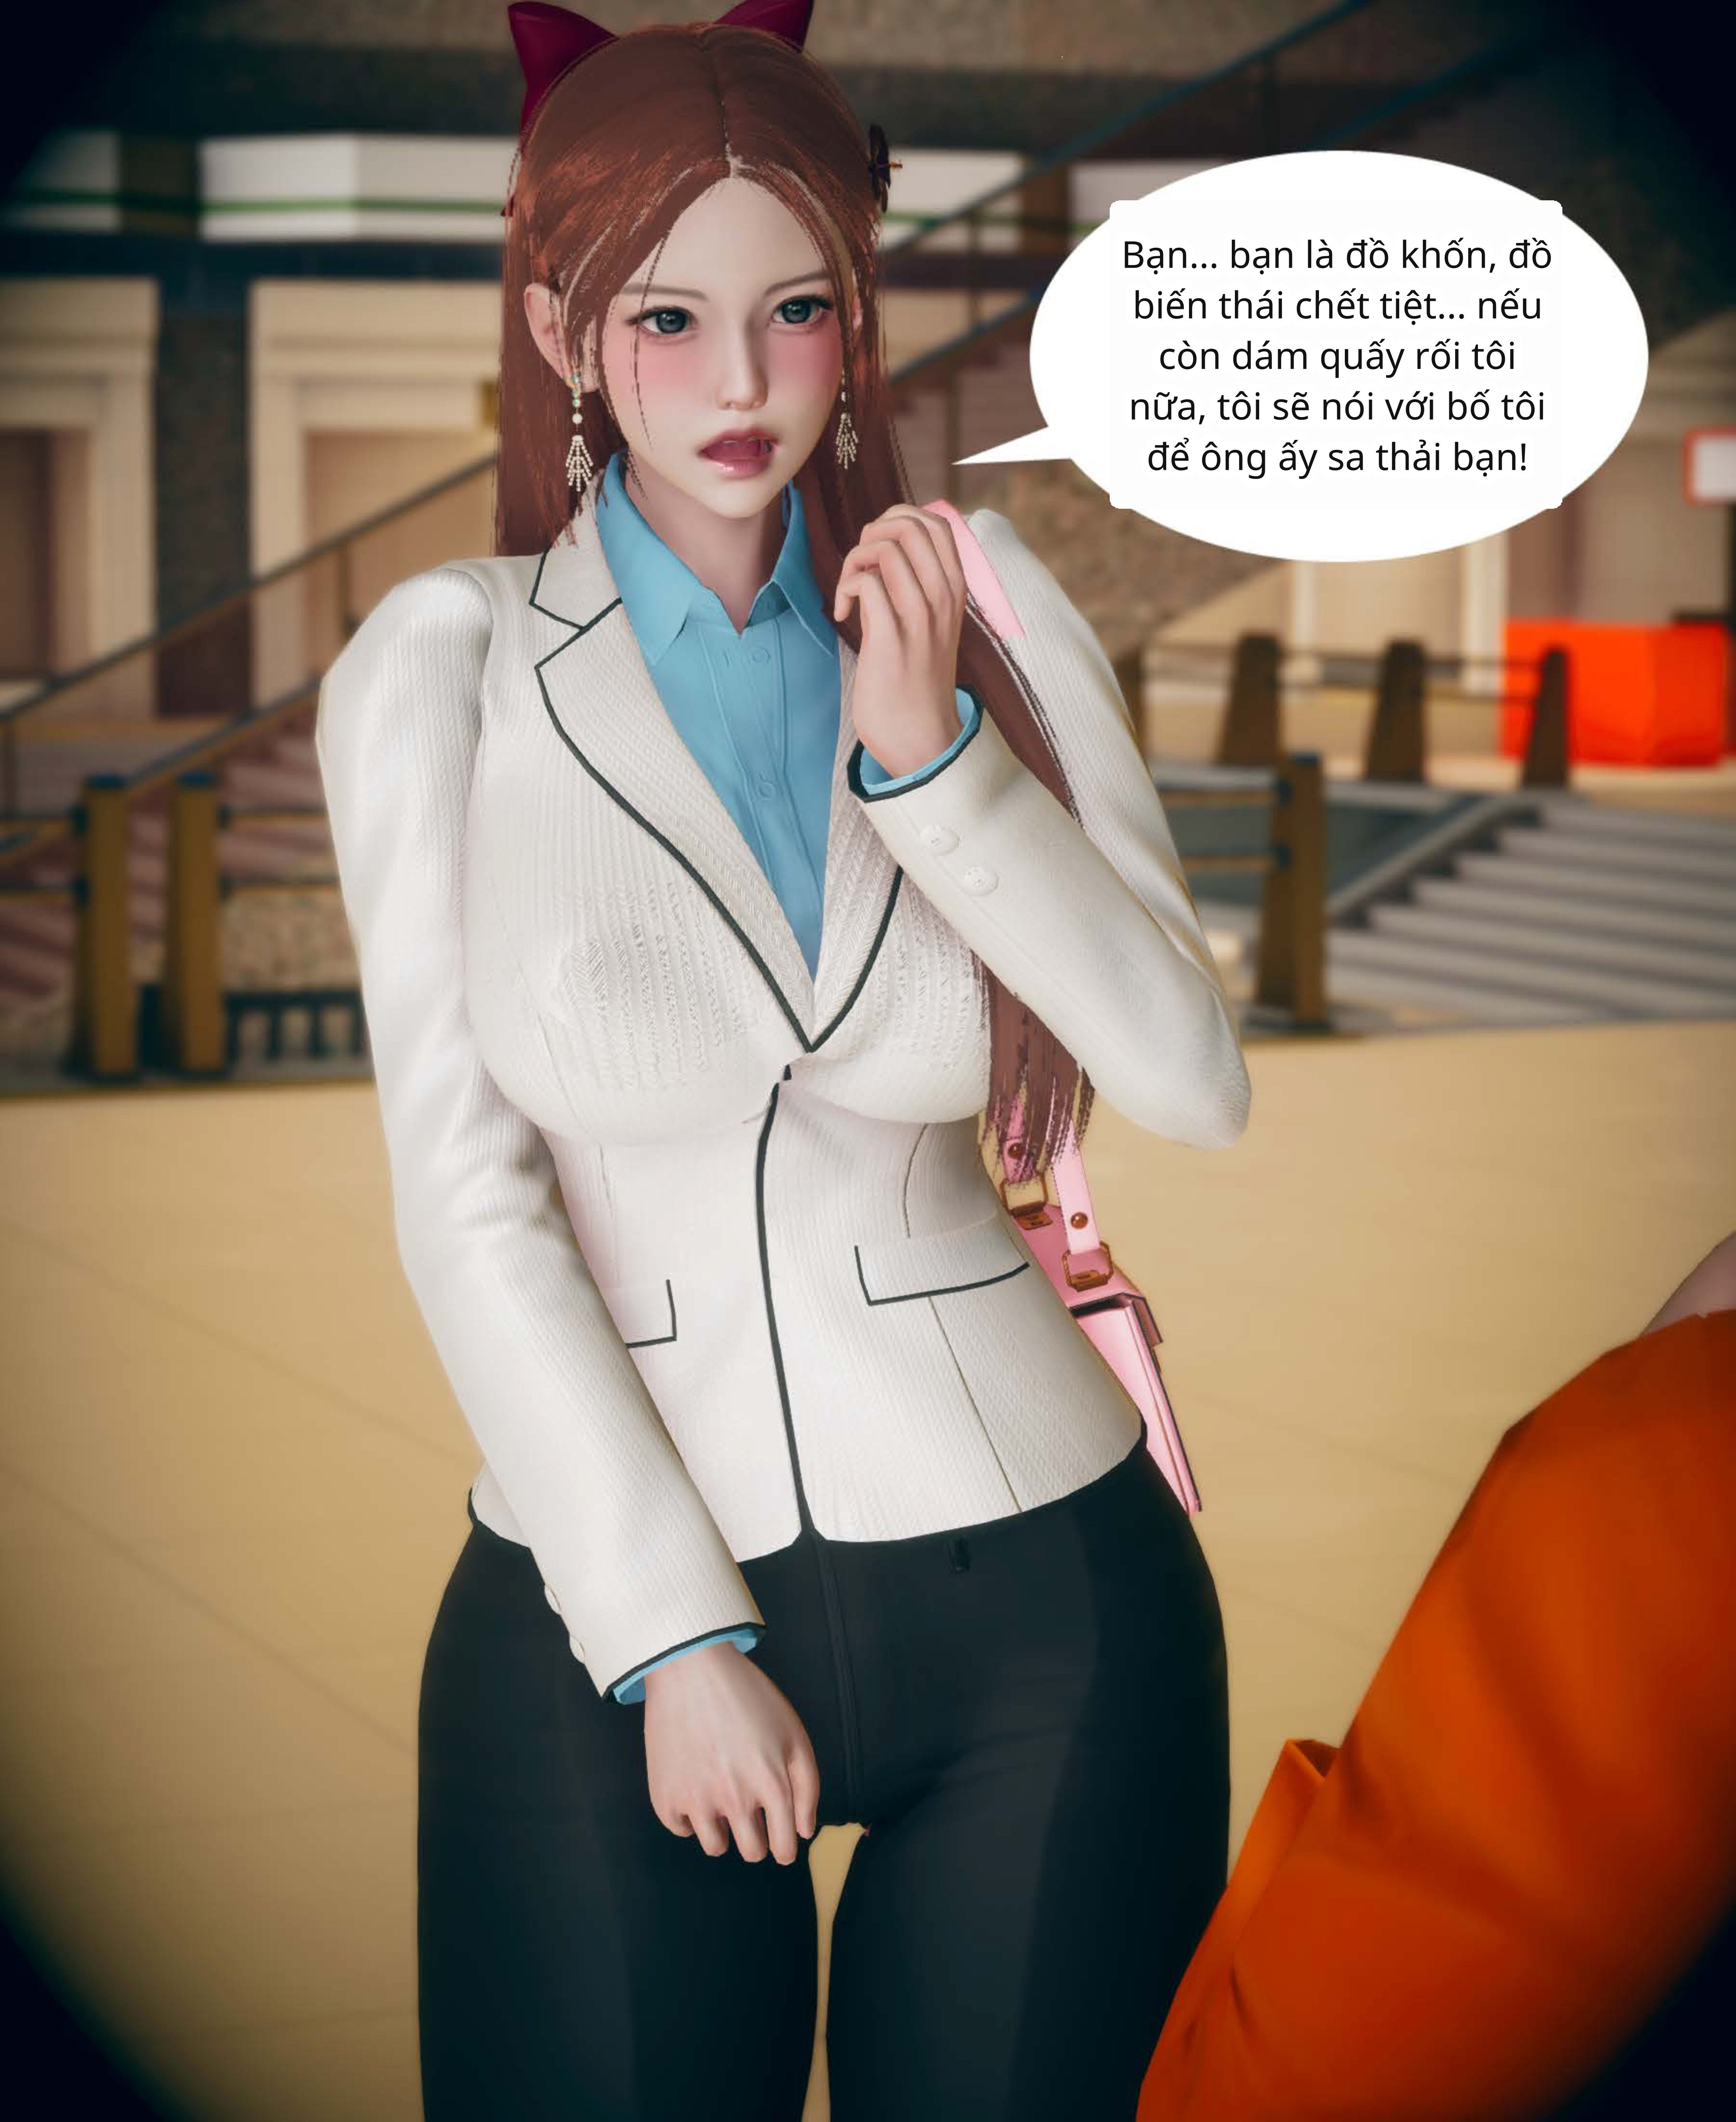 Bạn... bạn là đồ khốn, đồ
biến thái chết tiệt... nếu
còn dám quấy rối tôi
nữa, tôi sẽ nói với bố tôi
để ông ấy sa thải bạn!